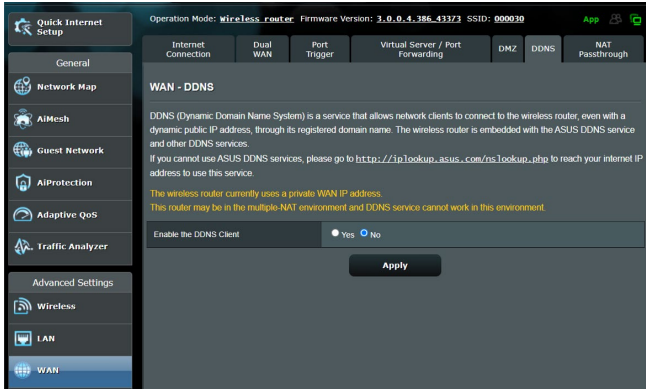 Quick Internet Setup
Operation Mode: Wireless router Firmware Version: 3.0.0.4.386_43373 SSID: 000030
App
Internet Connection
Dual WAN
Port Trigger
Virtual Server / Port Forwarding
DMZ
DDNS
NAT Passthrough
General
Network Map
AiMesh
Guest Network
AiProtection
Adaptive QoS
Traffic Analyzer
Advanced Settings
Wireless
LAN
WAN
WAN - DDNS
DDNS (Dynamic Domain Name System) is a service that allows network clients to connect to the wireless router, even with a
dynamic public IP address, through its registered domain name. The wireless router is embedded with the ASUS DDNS service
and other DDNS services.
If you cannot use ASUS DDNS services, please go to http://iplookup.asus.com/nslookup.php to reach your internet IP
address to use this service.
The wireless router currently uses a private WAN IP address.
This router may be in the multiple-NAT environment and DDNS service cannot work in this environment.
Enable the DDNS Client
Yes No
Apply